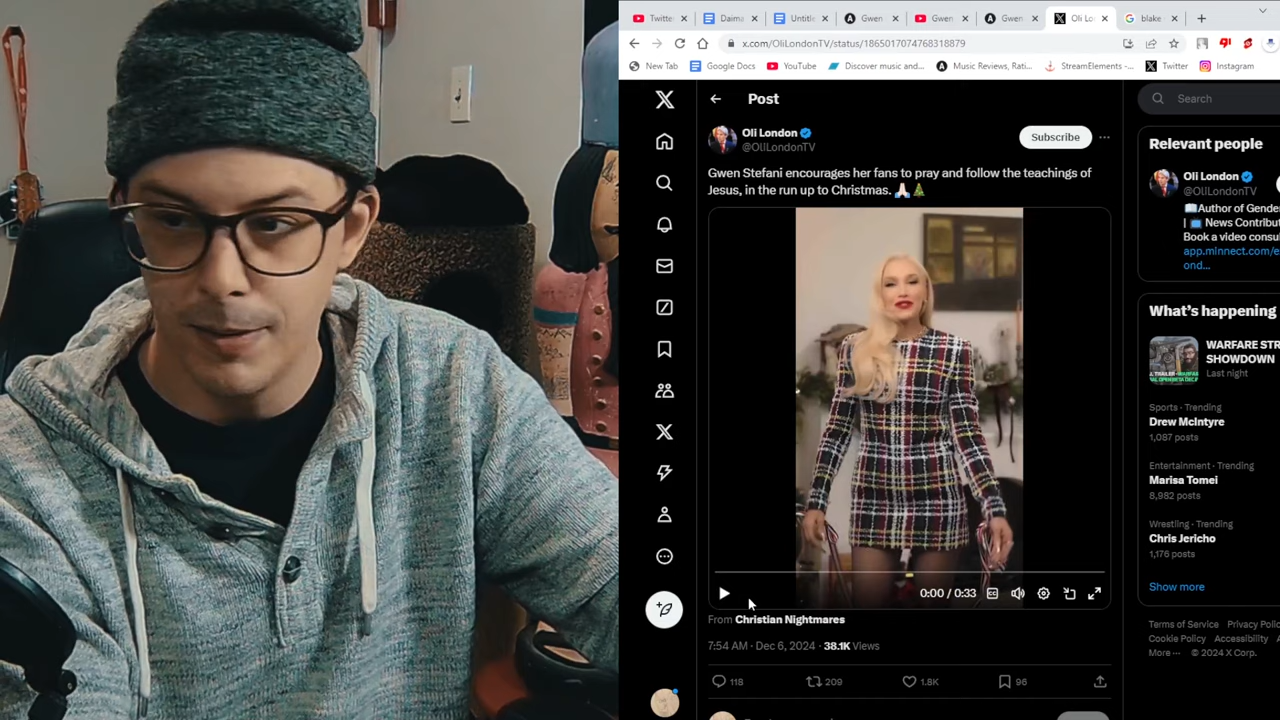 Twitte
Daima
Untitle
Gwen
Gwen
Gwen
Oli Lo
blake
x.com/OliLondonTV/status/1865017074768318879
New Tab
Google Docs
YouTube
Discover music and...
Music Reviews, Rati...
StreamElements -...
Twitter
Instagram
Post
Search
Oli London
@OliLondonTV
Subscribe
Gwen Stefani encourages her fans to pray and follow the teachings of
Jesus, in the run up to Christmas. 🙏🏻🎄
0:00 / 0:33
From Christian Nightmares
7:54 AM · Dec 6, 2024 · 38.1K Views
118
209
1.8K
96
Relevant people
Oli London
@OliLondonTV
Author of Gende
| News Contribut
Book a video consu
app.minnect.com/e
ond...
What's happening
WARFARE STR
SHOWDOWN
Last night
Sports · Trending
Drew McIntyre
1,087 posts
Entertainment · Trending
Marisa Tomei
8,982 posts
Wrestling · Trending
Chris Jericho
1,176 posts
Show more
Terms of Service Privacy Polic
Cookie Policy Accessibility
More ··· © 2024 X Corp.